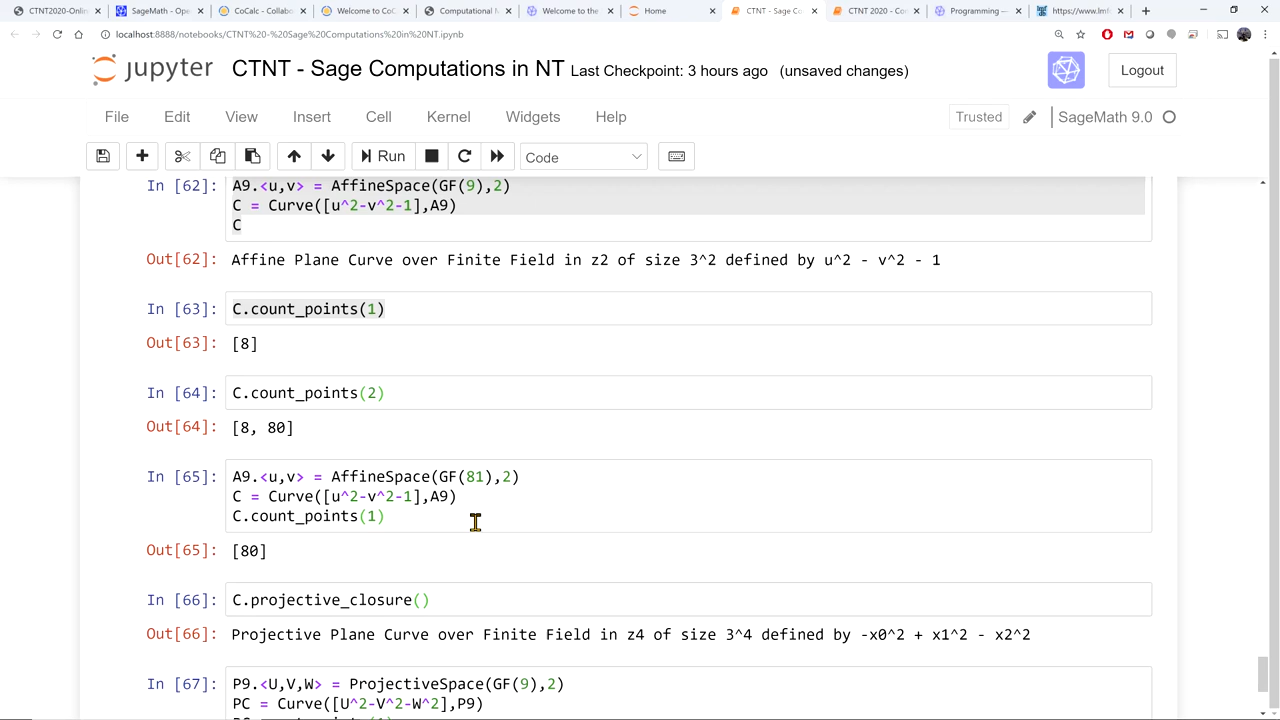 CTNT2020-Onlin
SageMath - Ope
CoCalc - Collabo
Welcome to CoC
Computational N
Welcome to the
Home
CTNT - Sage Co
CTNT 2020 - Co
Programming —
https://www.lmf
localhost:8888/notebooks/CTNT%20-%20Sage%20Computations%20in%20NT.ipynb
jupyter CTNT - Sage Computations in NT Last Checkpoint: 3 hours ago (unsaved changes)
Logout
File Edit View Insert Cell Kernel Widgets Help
Trusted
SageMath 9.0
Run
Code
In [62]: A9.<u,v> = AffineSpace(GF(9),2)
C = Curve([u^2-v^2-1],A9)
C
Out[62]: Affine Plane Curve over Finite Field in z2 of size 3^2 defined by u^2 - v^2 - 1
In [63]: C.count_points(1)
Out[63]: [8]
In [64]: C.count_points(2)
Out[64]: [8, 80]
In [65]: A9.<u,v> = AffineSpace(GF(81),2)
C = Curve([u^2-v^2-1],A9)
C.count_points(1)
Out[65]: [80]
In [66]: C.projective_closure()
Out[66]: Projective Plane Curve over Finite Field in z4 of size 3^4 defined by -x0^2 + x1^2 - x2^2
In [67]: P9.<U,V,W> = ProjectiveSpace(GF(9),2)
PC = Curve([U^2-V^2-W^2],P9)